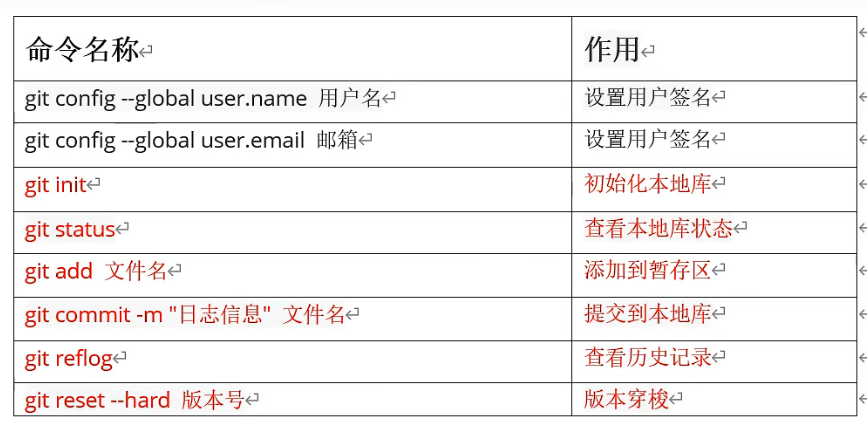 命令名称 作用
git config --global user.name 用户名 设置用户签名
git config --global user.email 邮箱 设置用户签名
git init 初始化本地库
git status 查看本地库状态
git add 文件名 添加到暂存区
git commit -m "日志信息" 文件名 提交到本地库
git reflog 查看历史记录
git reset --hard 版本号 版本穿梭